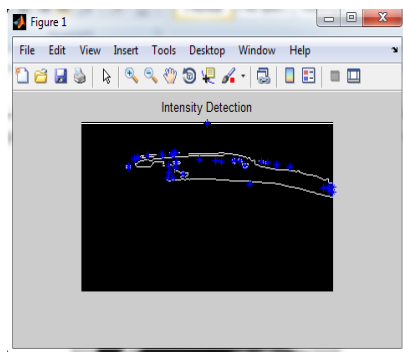 Figure 1
File Edit View Insert Tools Desktop Window Help
Intensity Detection